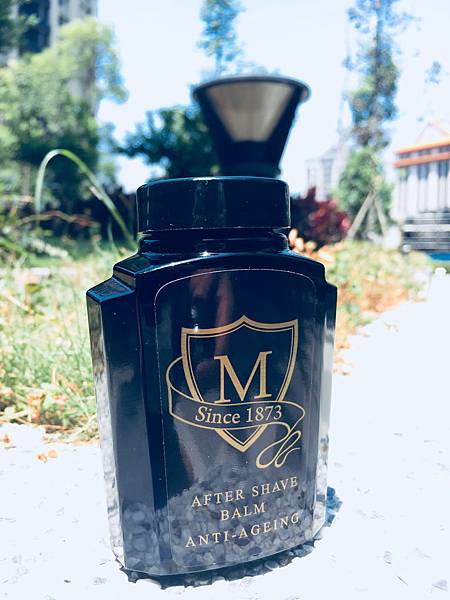 M
Since 1873
AFTER SHAVE
BALM
ANTI-AGEING